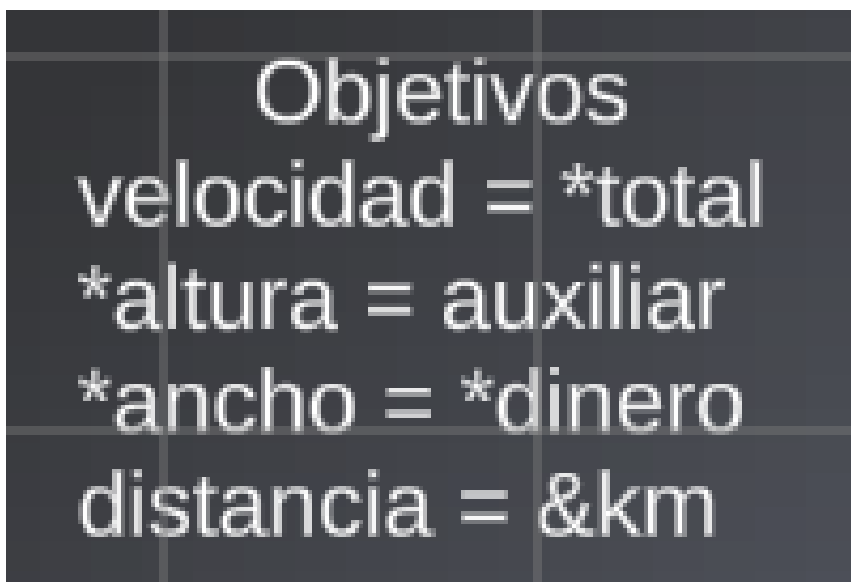 Objetivos
velocidad = *total
*altura = auxiliar
*ancho = *dinero
distancia = &km